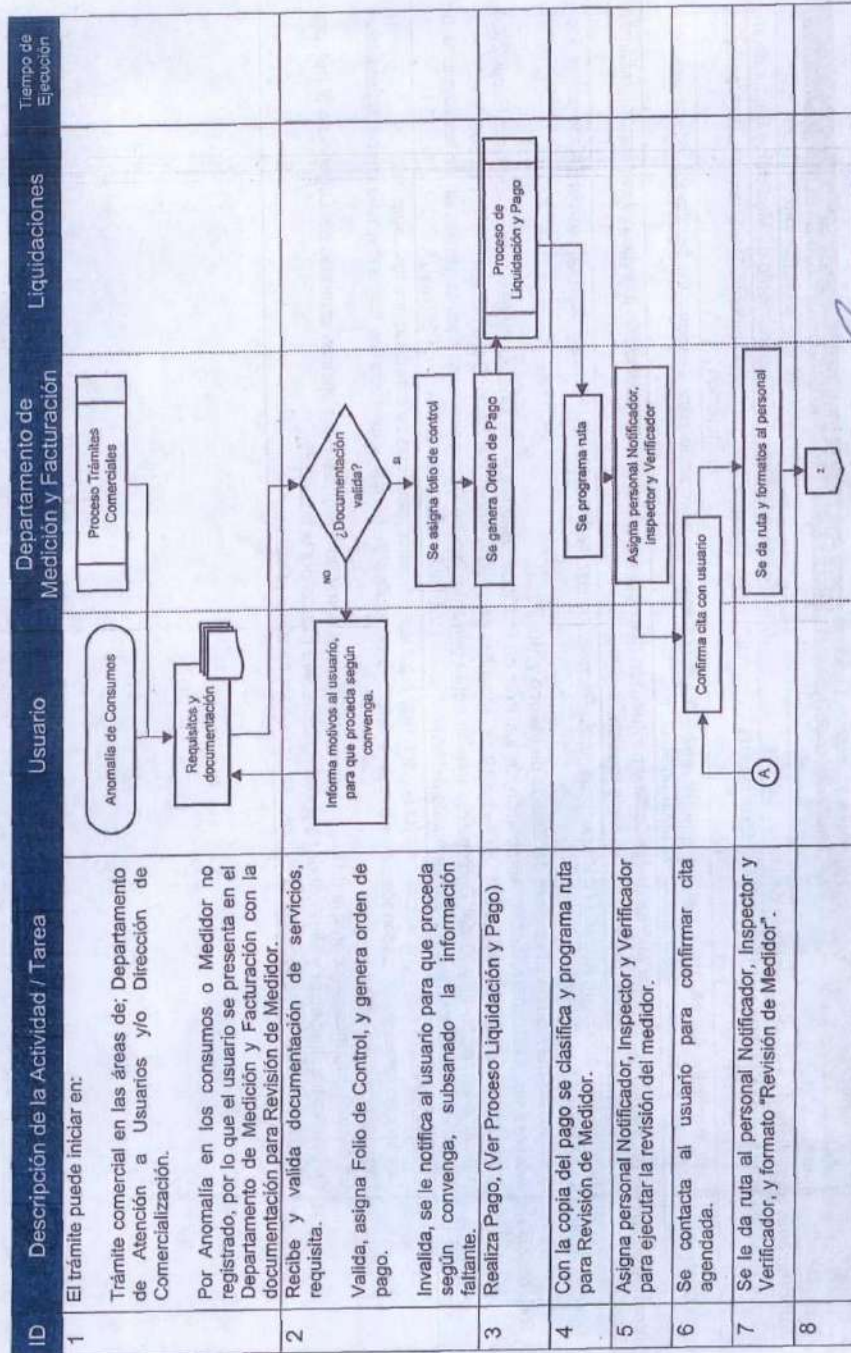 ID
Descripción de la Actividad / Tarea
Usuario
Departamento de
Medición y Facturación
Liquidaciones
Tiempo de
Ejecución
1
El trámite puede iniciar en:
Trámite comercial en las áreas de; Departamento
de Atención a Usuarios y/o Dirección de
Comercialización.
Por Anomalía en los consumos o Medidor no
registrado, por lo que el usuario se presenta en el
Departamento de Medición y Facturación con la
documentación para Revisión de Medidor.
Anomalía de Consumos
Proceso Trámites
Comerciales
Requisitos y
documentación
2
Recibe y valida documentación de servicios,
requisita.
Valida, asigna Folio de Control, y genera orden de
pago.
Invalida, se le notifica al usuario para que proceda
según convenga, subsanado la información
faltante.
Informa motivos al usuario,
para que proceda según
convenga.
NO
¿Documentación
valida?
SI
Se asigna folio de control
3
Realiza Pago, (Ver Proceso Liquidación y Pago)
Se genera Orden de Pago
Proceso de
Liquidación y Pago
4
Con la copia del pago se clasifica y programa ruta
para Revisión de Medidor.
Se programa ruta
5
Asigna personal Notificador, Inspector y Verificador
para ejecutar la revisión del medidor.
Asigna personal Notificador,
inspector y Verificador
6
Se contacta al usuario para confirmar cita
agendada.
Confirma cita con usuario
7
Se le da ruta al personal Notificador, Inspector y
Verificador, y formato "Revisión de Medidor".
A
Se da ruta y formatos al personal
8
2